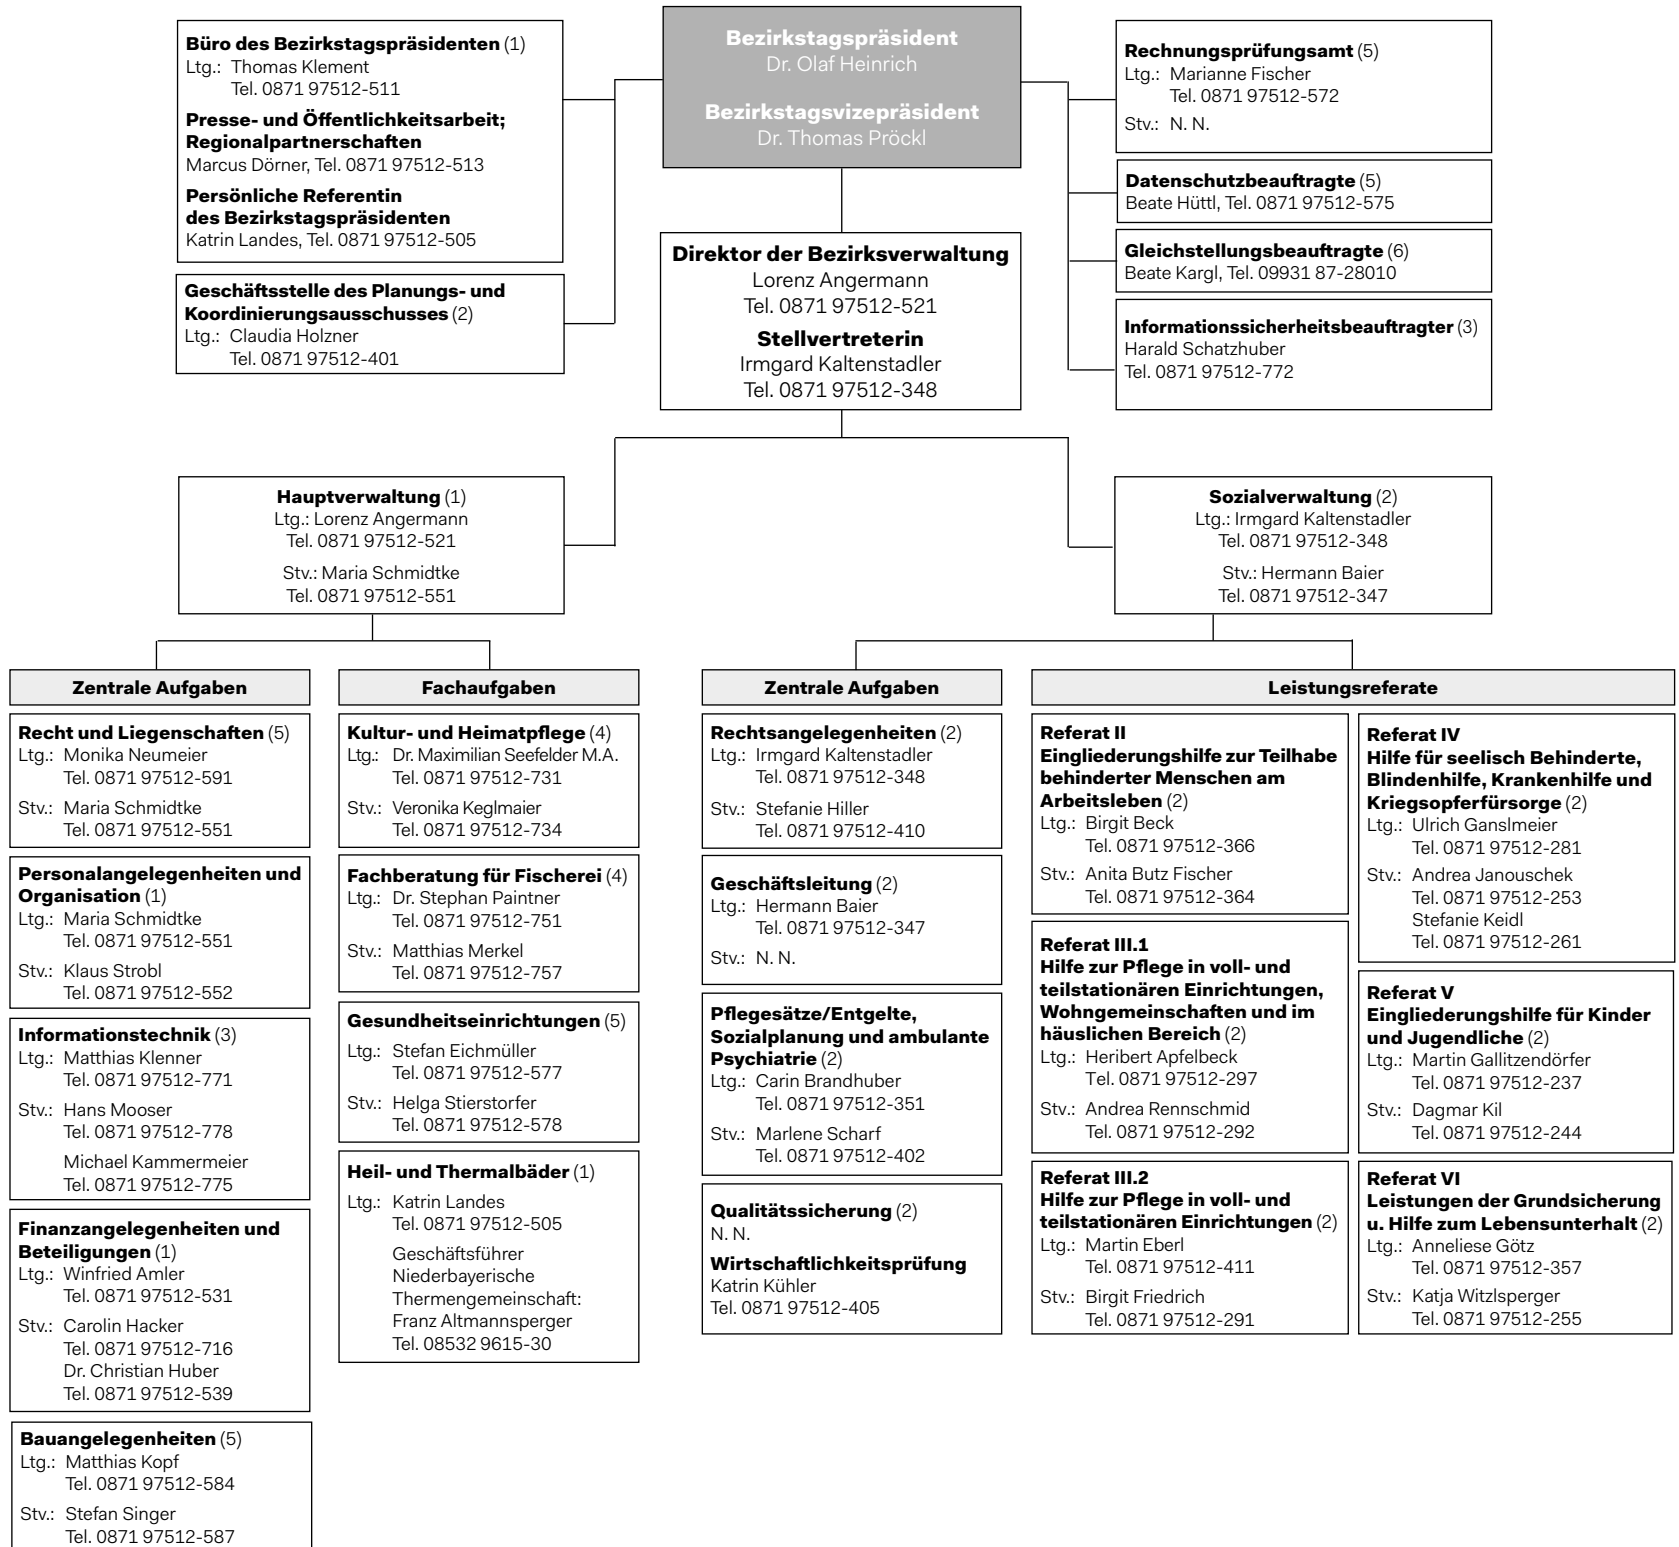 Büro des Bezirkstagspräsidenten (1)
Ltg.: Thomas Klement
Tel. 0871 97512-511
Presse- und Öffentlichkeitsarbeit;
Regionalpartnerschaften
Marcus Dörner, Tel. 0871 97512-513
Persönliche Referentin
des Bezirkstagspräsidenten
Katrin Landes, Tel. 0871 97512-505
Geschäftsstelle des Planungs- und
Koordinierungsausschusses (2)
Ltg.: Claudia Holzner
Tel. 0871 97512-401
Bezirkstagspräsident
Dr. Olaf Heinrich
Bezirkstagsvizepräsident
Dr. Thomas Pröckl
Direktor der Bezirksverwaltung
Lorenz Angermann
Tel. 0871 97512-521
Stellvertreterin
Irmgard Kaltenstadler
Tel. 0871 97512-348
Rechnungsprüfungsamt (5)
Ltg.: Marianne Fischer
Tel. 0871 97512-572
Stv.: N. N.
Datenschutzbeauftragte (5)
Beate Hüttl, Tel. 0871 97512-575
Gleichstellungsbeauftragte (6)
Beate Kargl, Tel. 09931 87-28010
Informationssicherheitsbeauftragter (3)
Harald Schatzhuber
Tel. 0871 97512-772
Hauptverwaltung (1)
Ltg.: Lorenz Angermann
Tel. 0871 97512-521
Stv.: Maria Schmidtke
Tel. 0871 97512-551
Sozialverwaltung (2)
Ltg.: Irmgard Kaltenstadler
Tel. 0871 97512-348
Stv.: Hermann Baier
Tel. 0871 97512-347
Zentrale Aufgaben
Recht und Liegenschaften (5)
Ltg.: Monika Neumeier
Tel. 0871 97512-591
Stv.: Maria Schmidtke
Tel. 0871 97512-551
Personalangelegenheiten und
Organisation (1)
Ltg.: Maria Schmidtke
Tel. 0871 97512-551
Stv.: Klaus Strobl
Tel. 0871 97512-552
Informationstechnik (3)
Ltg.: Matthias Klenner
Tel. 0871 97512-771
Stv.: Hans Mooser
Tel. 0871 97512-778
Michael Kammermeier
Tel. 0871 97512-775
Finanzangelegenheiten und
Beteiligungen (1)
Ltg.: Winfried Amler
Tel. 0871 97512-531
Stv.: Carolin Hacker
Tel. 0871 97512-716
Dr. Christian Huber
Tel. 0871 97512-539
Bauangelegenheiten (5)
Ltg.: Matthias Kopf
Tel. 0871 97512-584
Stv.: Stefan Singer
Tel. 0871 97512-587
Fachaufgaben
Kultur- und Heimatpflege (4)
Ltg.: Dr. Maximilian Seefelder M.A.
Tel. 0871 97512-731
Stv.: Veronika Keglmaier
Tel. 0871 97512-734
Fachberatung für Fischerei (4)
Ltg.: Dr. Stephan Paintner
Tel. 0871 97512-751
Stv.: Matthias Merkel
Tel. 0871 97512-757
Gesundheitseinrichtungen (5)
Ltg.: Stefan Eichmüller
Tel. 0871 97512-577
Stv.: Helga Stierstorfer
Tel. 0871 97512-578
Heil- und Thermalbäder (1)
Ltg.: Katrin Landes
Tel. 0871 97512-505
Geschäftsführer
Niederbayerische
Thermengemeinschaft:
Franz Altmannsperger
Tel. 08532 9615-30
Zentrale Aufgaben
Rechtsangelegenheiten (2)
Ltg.: Irmgard Kaltenstadler
Tel. 0871 97512-348
Stv.: Stefanie Hiller
Tel. 0871 97512-410
Geschäftsleitung (2)
Ltg.: Hermann Baier
Tel. 0871 97512-347
Stv.: N. N.
Pflegesätze/Entgelte,
Sozialplanung und ambulante
Psychiatrie (2)
Ltg.: Carin Brandhuber
Tel. 0871 97512-351
Stv.: Marlene Scharf
Tel. 0871 97512-402
Qualitätssicherung (2)
N. N.
Wirtschaftlichkeitsprüfung
Katrin Kühler
Tel. 0871 97512-405
Leistungsreferate
Referat II
Eingliederungshilfe zur Teilhabe
behinderter Menschen am
Arbeitsleben (2)
Ltg.: Birgit Beck
Tel. 0871 97512-366
Stv.: Anita Butz Fischer
Tel. 0871 97512-364
Referat III.1
Hilfe zur Pflege in voll- und
teilstationären Einrichtungen,
Wohngemeinschaften und im
häuslichen Bereich (2)
Ltg.: Heribert Apfelbeck
Tel. 0871 97512-297
Stv.: Andrea Rennschmid
Tel. 0871 97512-292
Referat III.2
Hilfe zur Pflege in voll- und
teilstationären Einrichtungen (2)
Ltg.: Martin Eberl
Tel. 0871 97512-411
Stv.: Birgit Friedrich
Tel. 0871 97512-291
Referat IV
Hilfe für seelisch Behinderte,
Blindenhilfe, Krankenhilfe und
Kriegsopferfürsorge (2)
Ltg.: Ulrich Ganslmeier
Tel. 0871 97512-281
Stv.: Andrea Janouschek
Tel. 0871 97512-253
Stefanie Keidl
Tel. 0871 97512-261
Referat V
Eingliederungshilfe für Kinder
und Jugendliche (2)
Ltg.: Martin Gallitzendörfer
Tel. 0871 97512-237
Stv.: Dagmar Kil
Tel. 0871 97512-244
Referat VI
Leistungen der Grundsicherung
u. Hilfe zum Lebensunterhalt (2)
Ltg.: Anneliese Götz
Tel. 0871 97512-357
Stv.: Katja Witzlsperger
Tel. 0871 97512-255